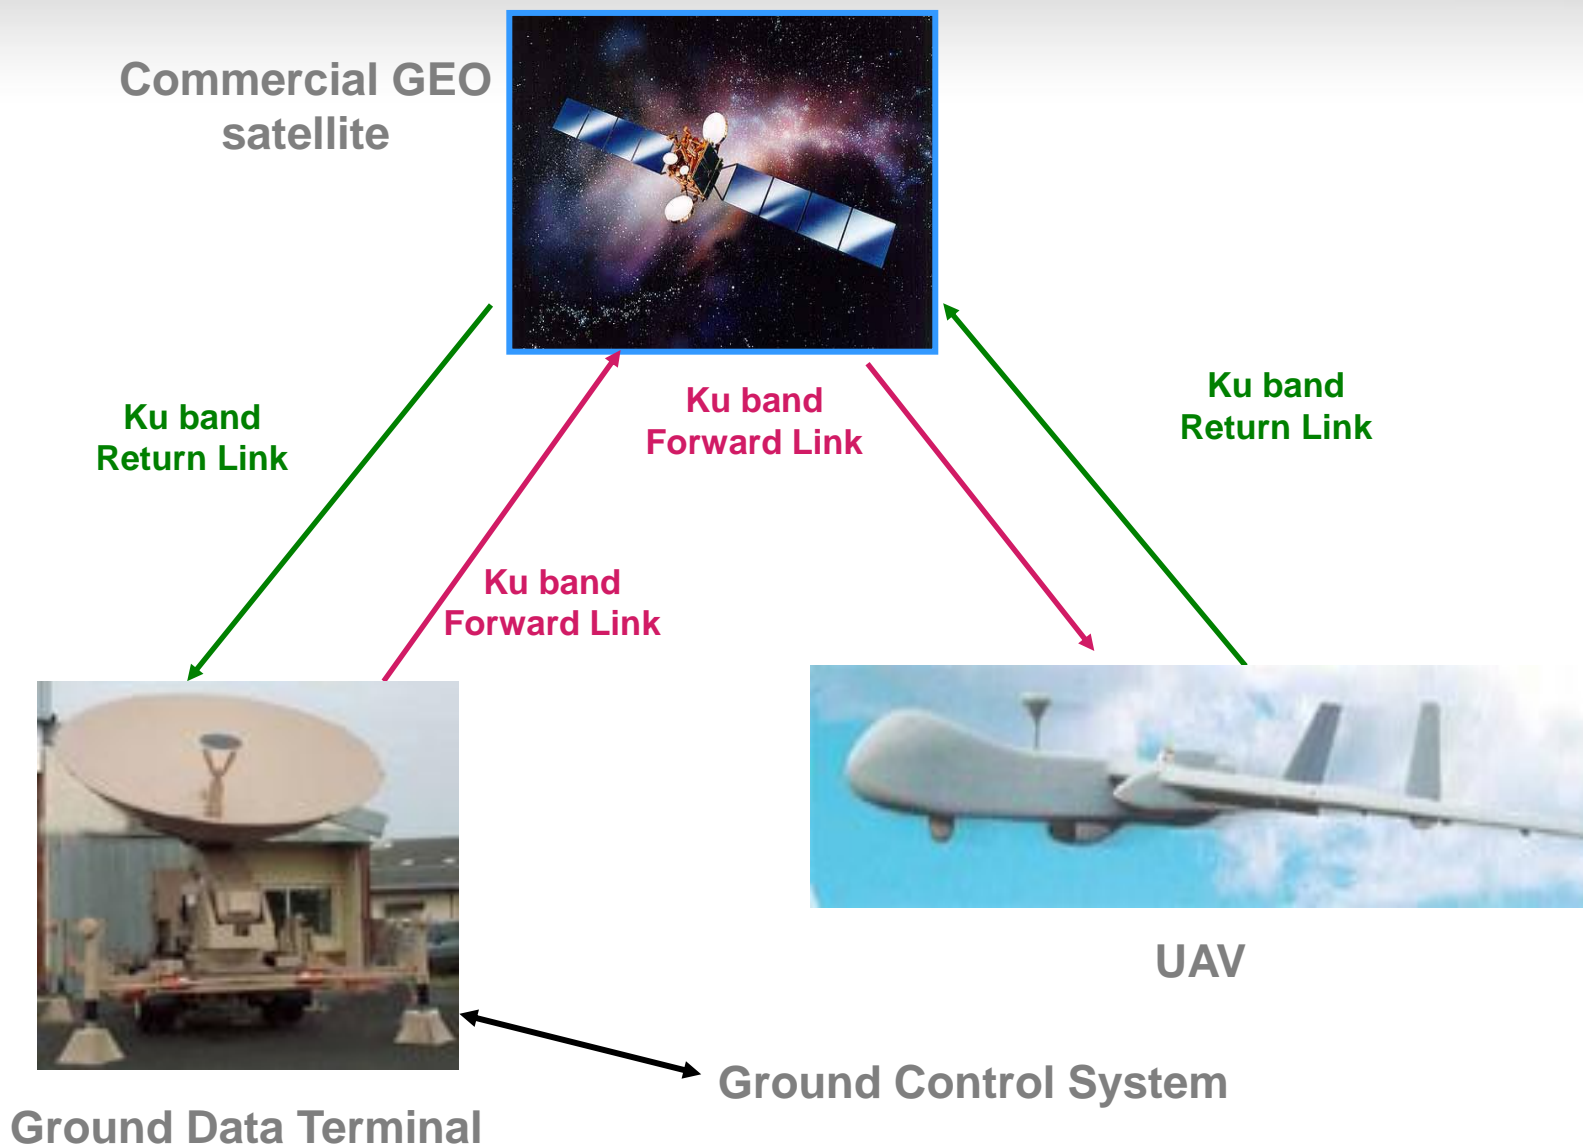 Commercial GEO
satellite
Ku band
Return Link
Ku band
Forward Link
Ku band
Return Link
Ku band
Forward Link
UAV
Ground Control System
Ground Data Terminal